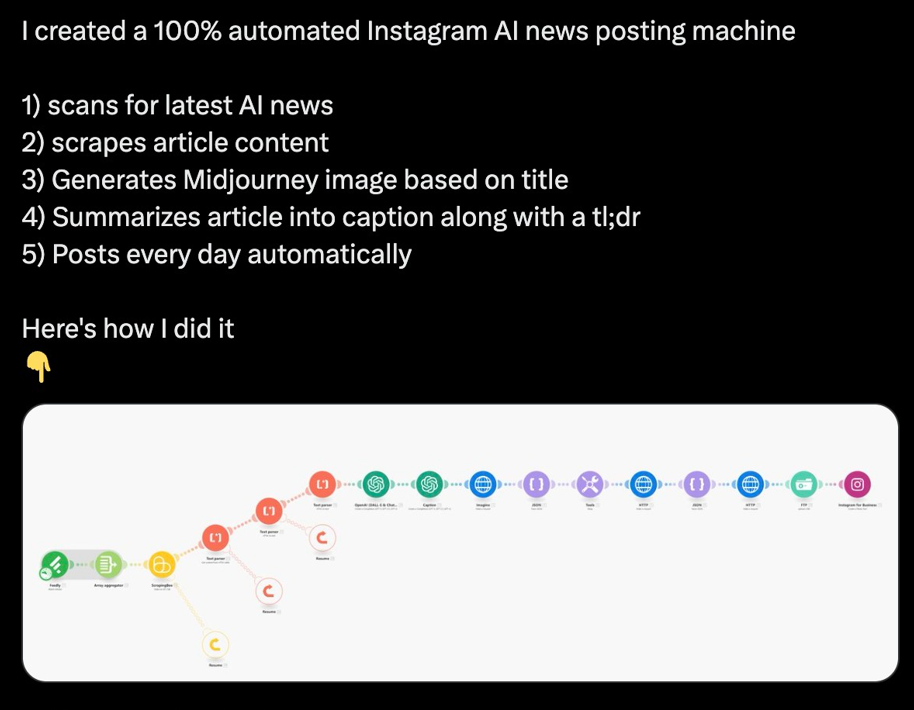 I created a 100% automated Instagram AI news posting machine
1) scans for latest AI news
2) scrapes article content
3) Generates Midjourney image based on title
4) Summarizes article into caption along with a tl;dr
5) Posts every day automatically
Here's how I did it
👇
Text parser
OpenAI (DALL-E & Chat...
Caption
Imagine
JSON
Tools
HTTP
JSON
HTTP
FTP
Instagram for Business
Text parser
Resume
Text parser
Feedly
Array aggregator
ScrapingBee
Resume
Resume